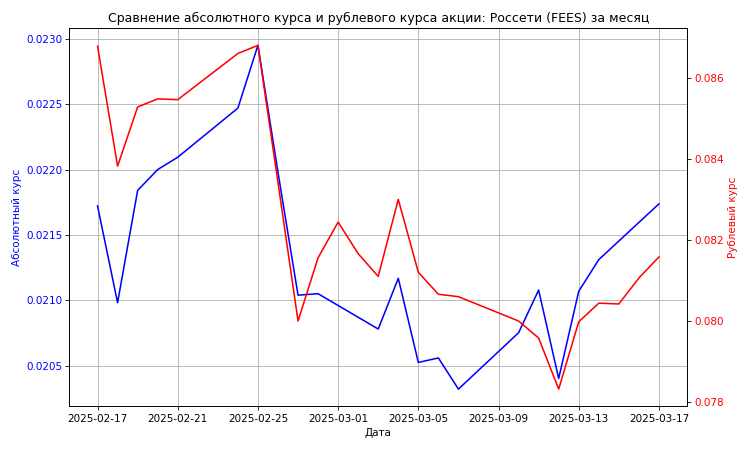 Сравнение абсолютного курса и рублевого курса акции: Россети (FEES) за месяц
0.0230
0.0225
0.0220
0.0215
0.0210
0.0205
Абсолютный курс
0.086
0.084
0.082
0.080
0.078
Рублевый курс
2025-02-17 2025-02-21 2025-02-25 2025-03-01 2025-03-05 2025-03-09 2025-03-13 2025-03-17
Дата